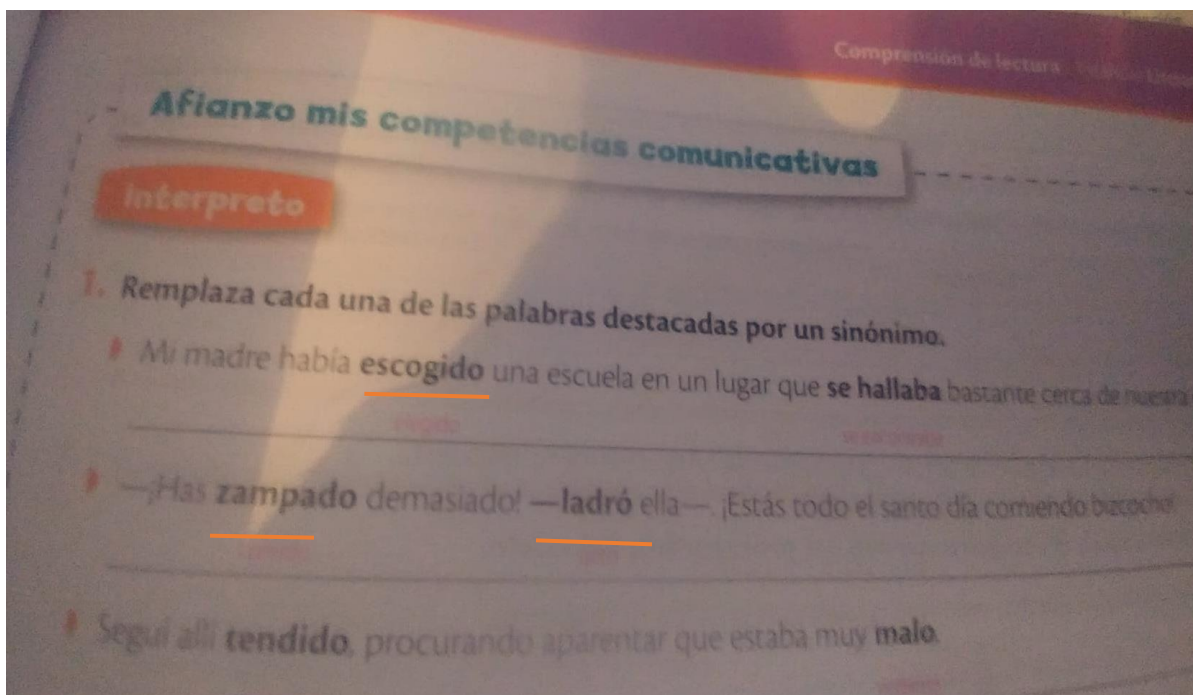 Comprensión de lectura
Afianzo mis competencias comunicativas
Interpreto
1. Remplaza cada una de las palabras destacadas por un sinónimo.
Mi madre había escogido una escuela en un lugar que se hallaba bastante cerca de nuestra
elegido
—¡Has zampado demasiado! —ladró ella—. ¡Estás todo el santo día comiendo bizcocho!
Seguí allí tendido, procurando aparentar que estaba muy malo.